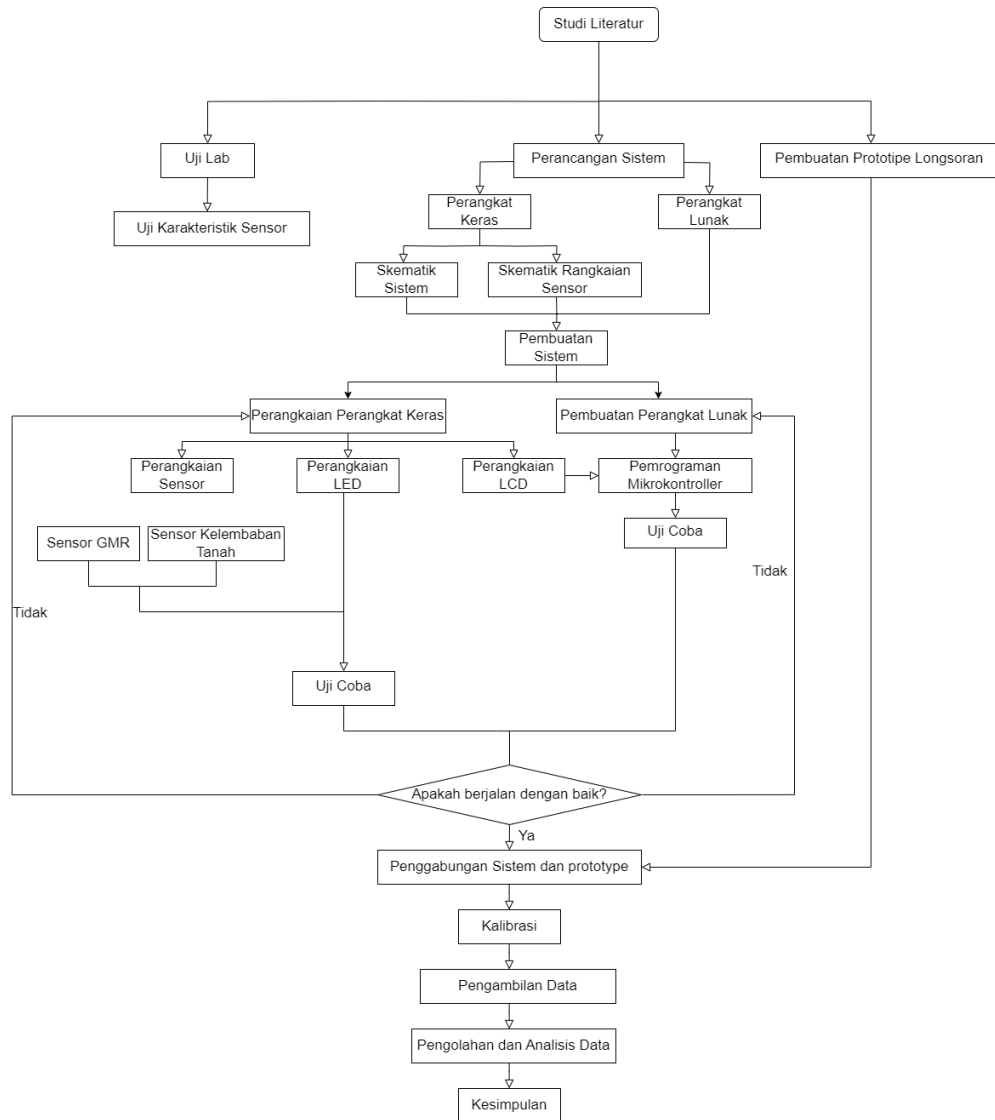 Studi Literatur
Uji Lab
Perancangan Sistem
Pembuatan Prototipe Longsoran
Uji Karakteristik Sensor
Perangkat
Keras
Perangkat
Lunak
Skematik
Sistem
Skematik Rangkaian
Sensor
Pembuatan
Sistem
Perangkaian Perangkat Keras
Pembuatan Perangkat Lunak
Perangkaian
Sensor
Perangkaian
LED
Perangkaian
LCD
Pemrograman
Mikrokontroller
Sensor GMR
Sensor Kelembaban
Tanah
Uji Coba
Tidak
Tidak
Uji Coba
Apakah berjalan dengan baik?
Ya
Penggabungan Sistem dan prototype
Kalibrasi
Pengambilan Data
Pengolahan dan Analisis Data
Kesimpulan